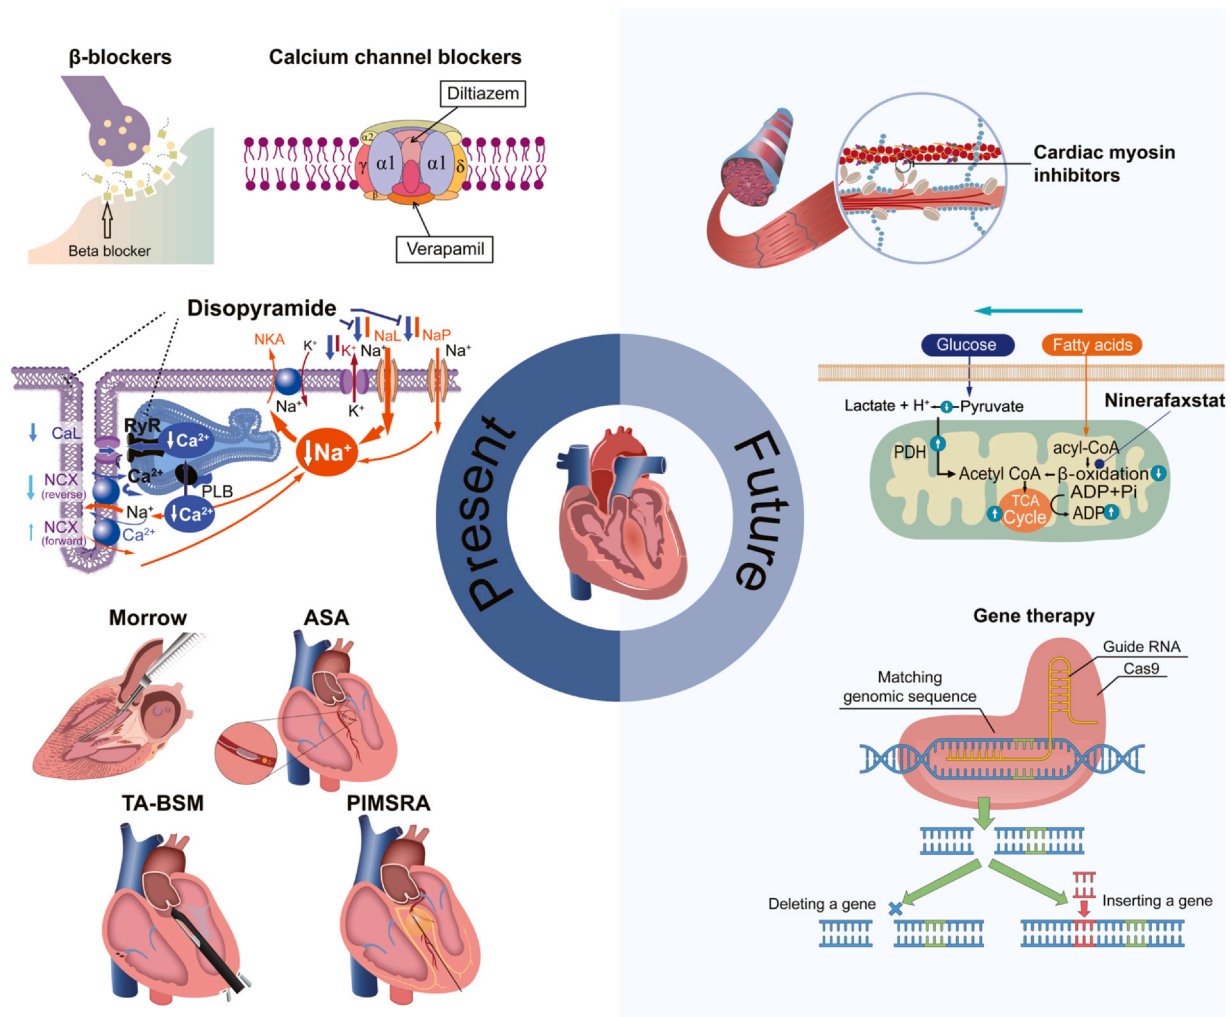 β-blockers
Beta blocker
Calcium channel blockers
Diltiazem
α2
γ
α1
α1
δ
β
Verapamil
Disopyramide
NKA
K⁺
K⁺
Na⁺
NaL
NaP
Na⁺
Na⁺
K⁺
CaL
RyR
↓Ca²⁺
↓Na⁺
NCX
(reverse)
Ca²⁺
PLB
Na⁺
↓Ca²⁺
NCX
(forward)
Ca²⁺
Morrow
ASA
TA-BSM
PIMSRA
Present
Future
Cardiac myosin
inhibitors
Glucose
Fatty acids
Lactate + H⁺
Pyruvate
Ninerafaxstat
PDH
acyl-CoA
Acetyl CoA
β-oxidation
TCA
Cycle
ADP+Pi
ADP
Gene therapy
Guide RNA
Cas9
Matching
genomic sequence
Deleting a gene
Inserting a gene